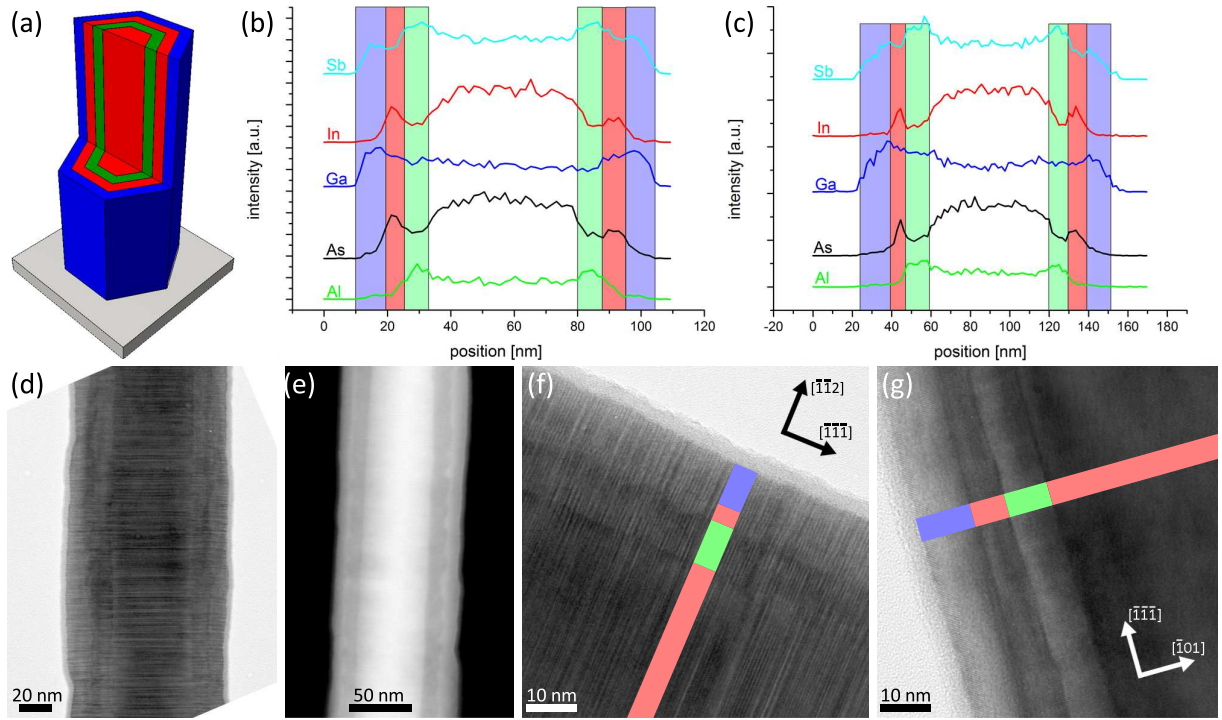 (a)
(b)
Sb
In
Ga
As
Al
intensity [a.u.]
0 20 40 60 80 100 120
position [nm]
(c)
Sb
In
Ga
As
Al
intensity [a.u.]
-20 0 20 40 60 80 100 120 140 160 180
position [nm]
(d)
20 nm
(e)
50 nm
(f)
[1̅1̅2]
[1̅1̅1̅]
10 nm
(g)
[1̅1̅1̅]
[1̅01]
10 nm